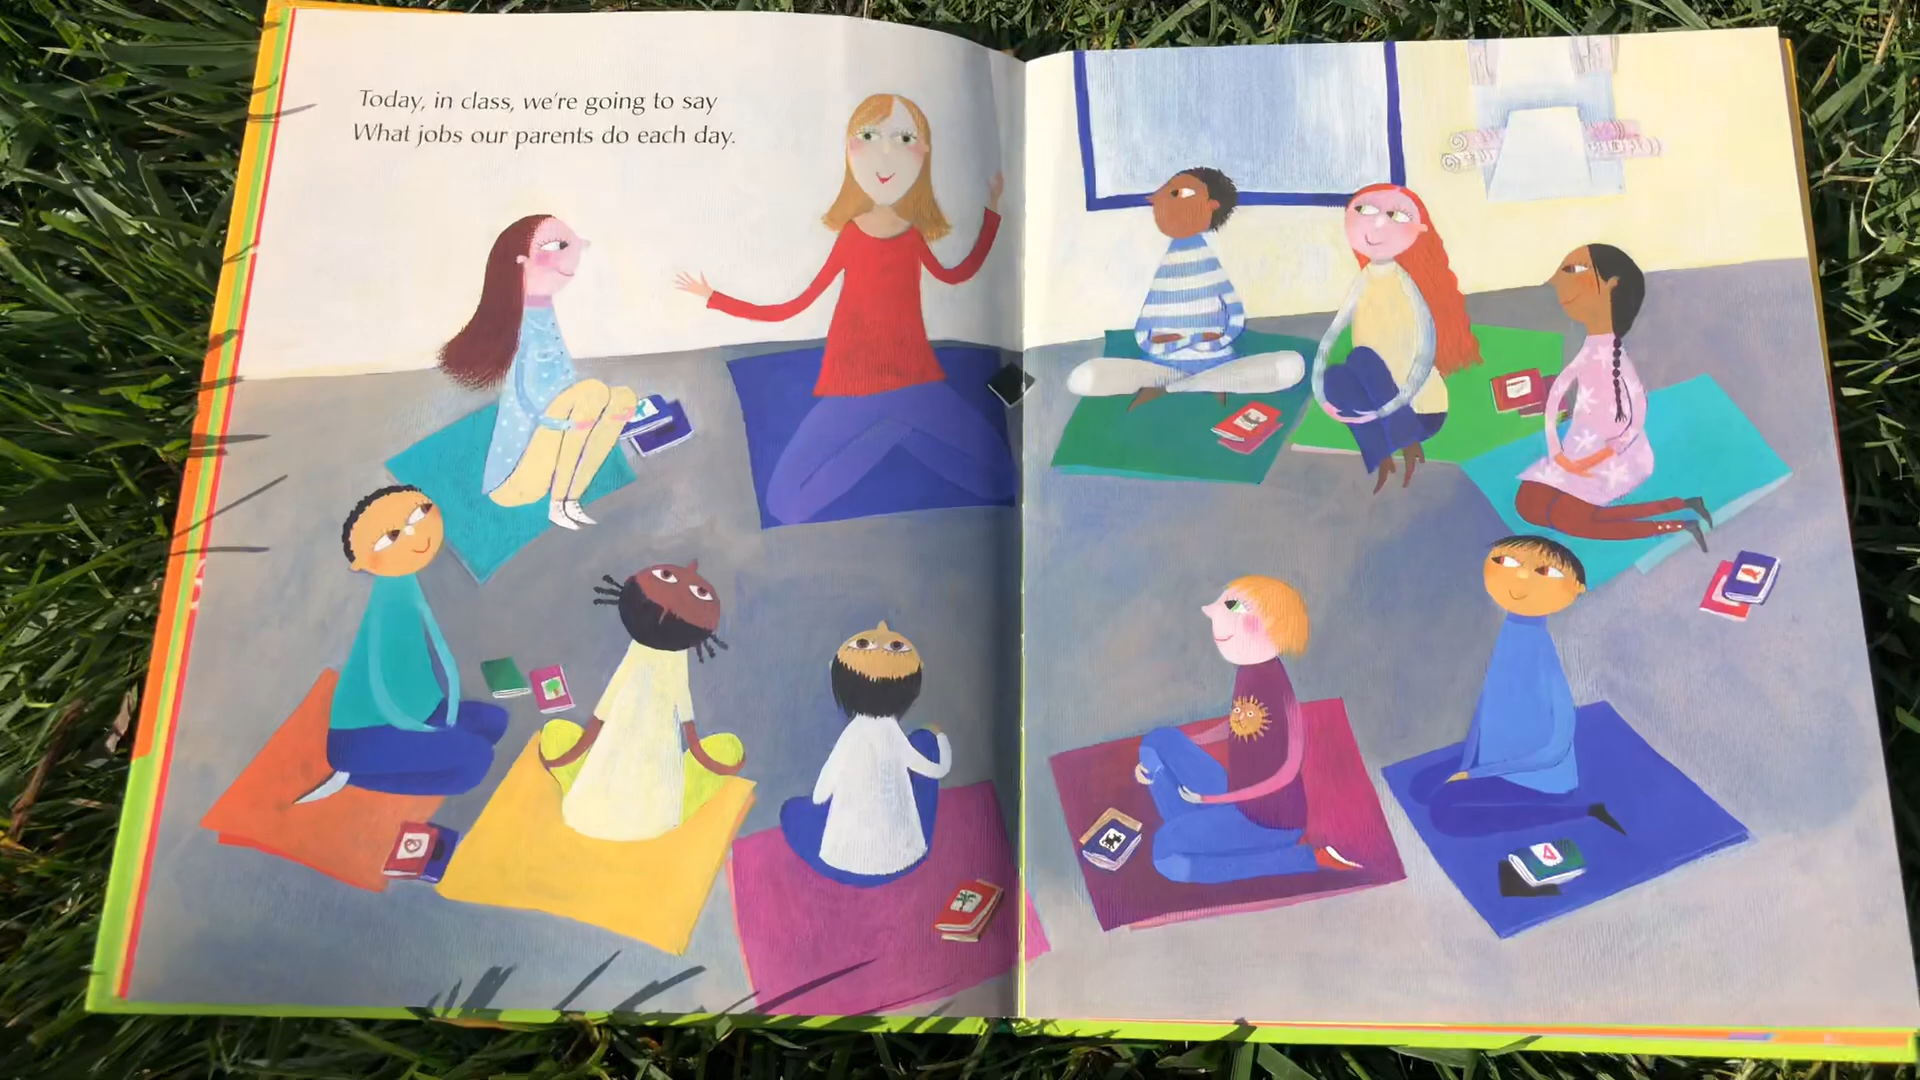 Today, in class, we're going to say
What jobs our parents do each day.